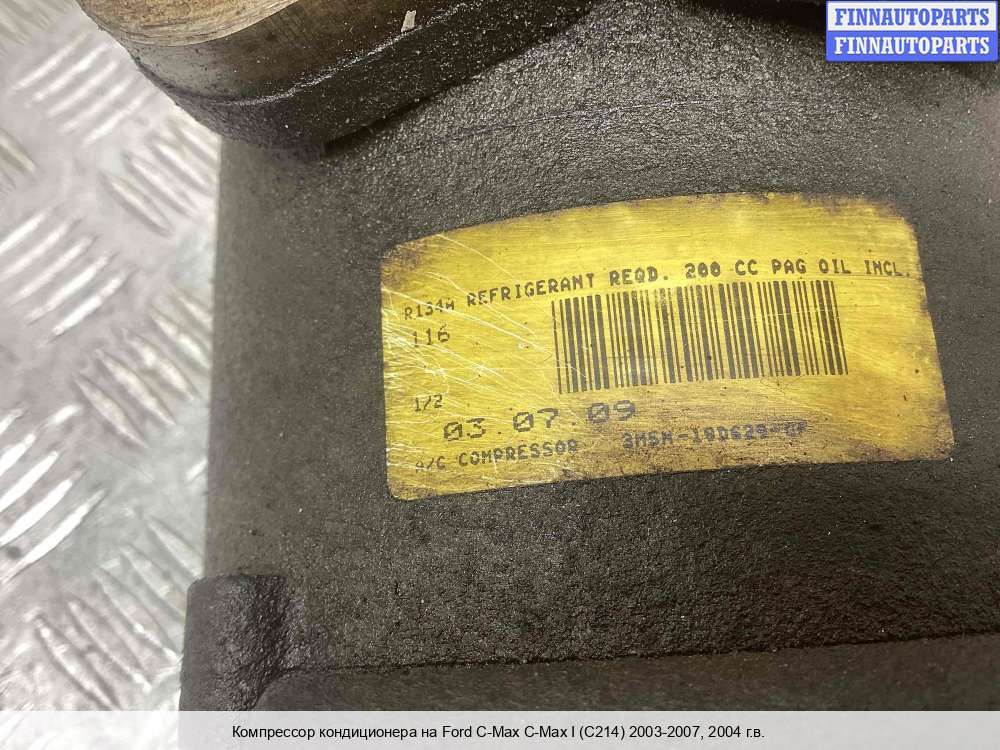 FINNAUTOPARTS
FINNAUTOPARTS
R134A REFRIGERANT REQD. 200 CC PAG OIL INCL.
116
1/2
03.07.09
A/C COMPRESSOR
Компрессор кондиционера на Ford C-Max C-Max I (C214) 2003-2007, 2004 г.в.